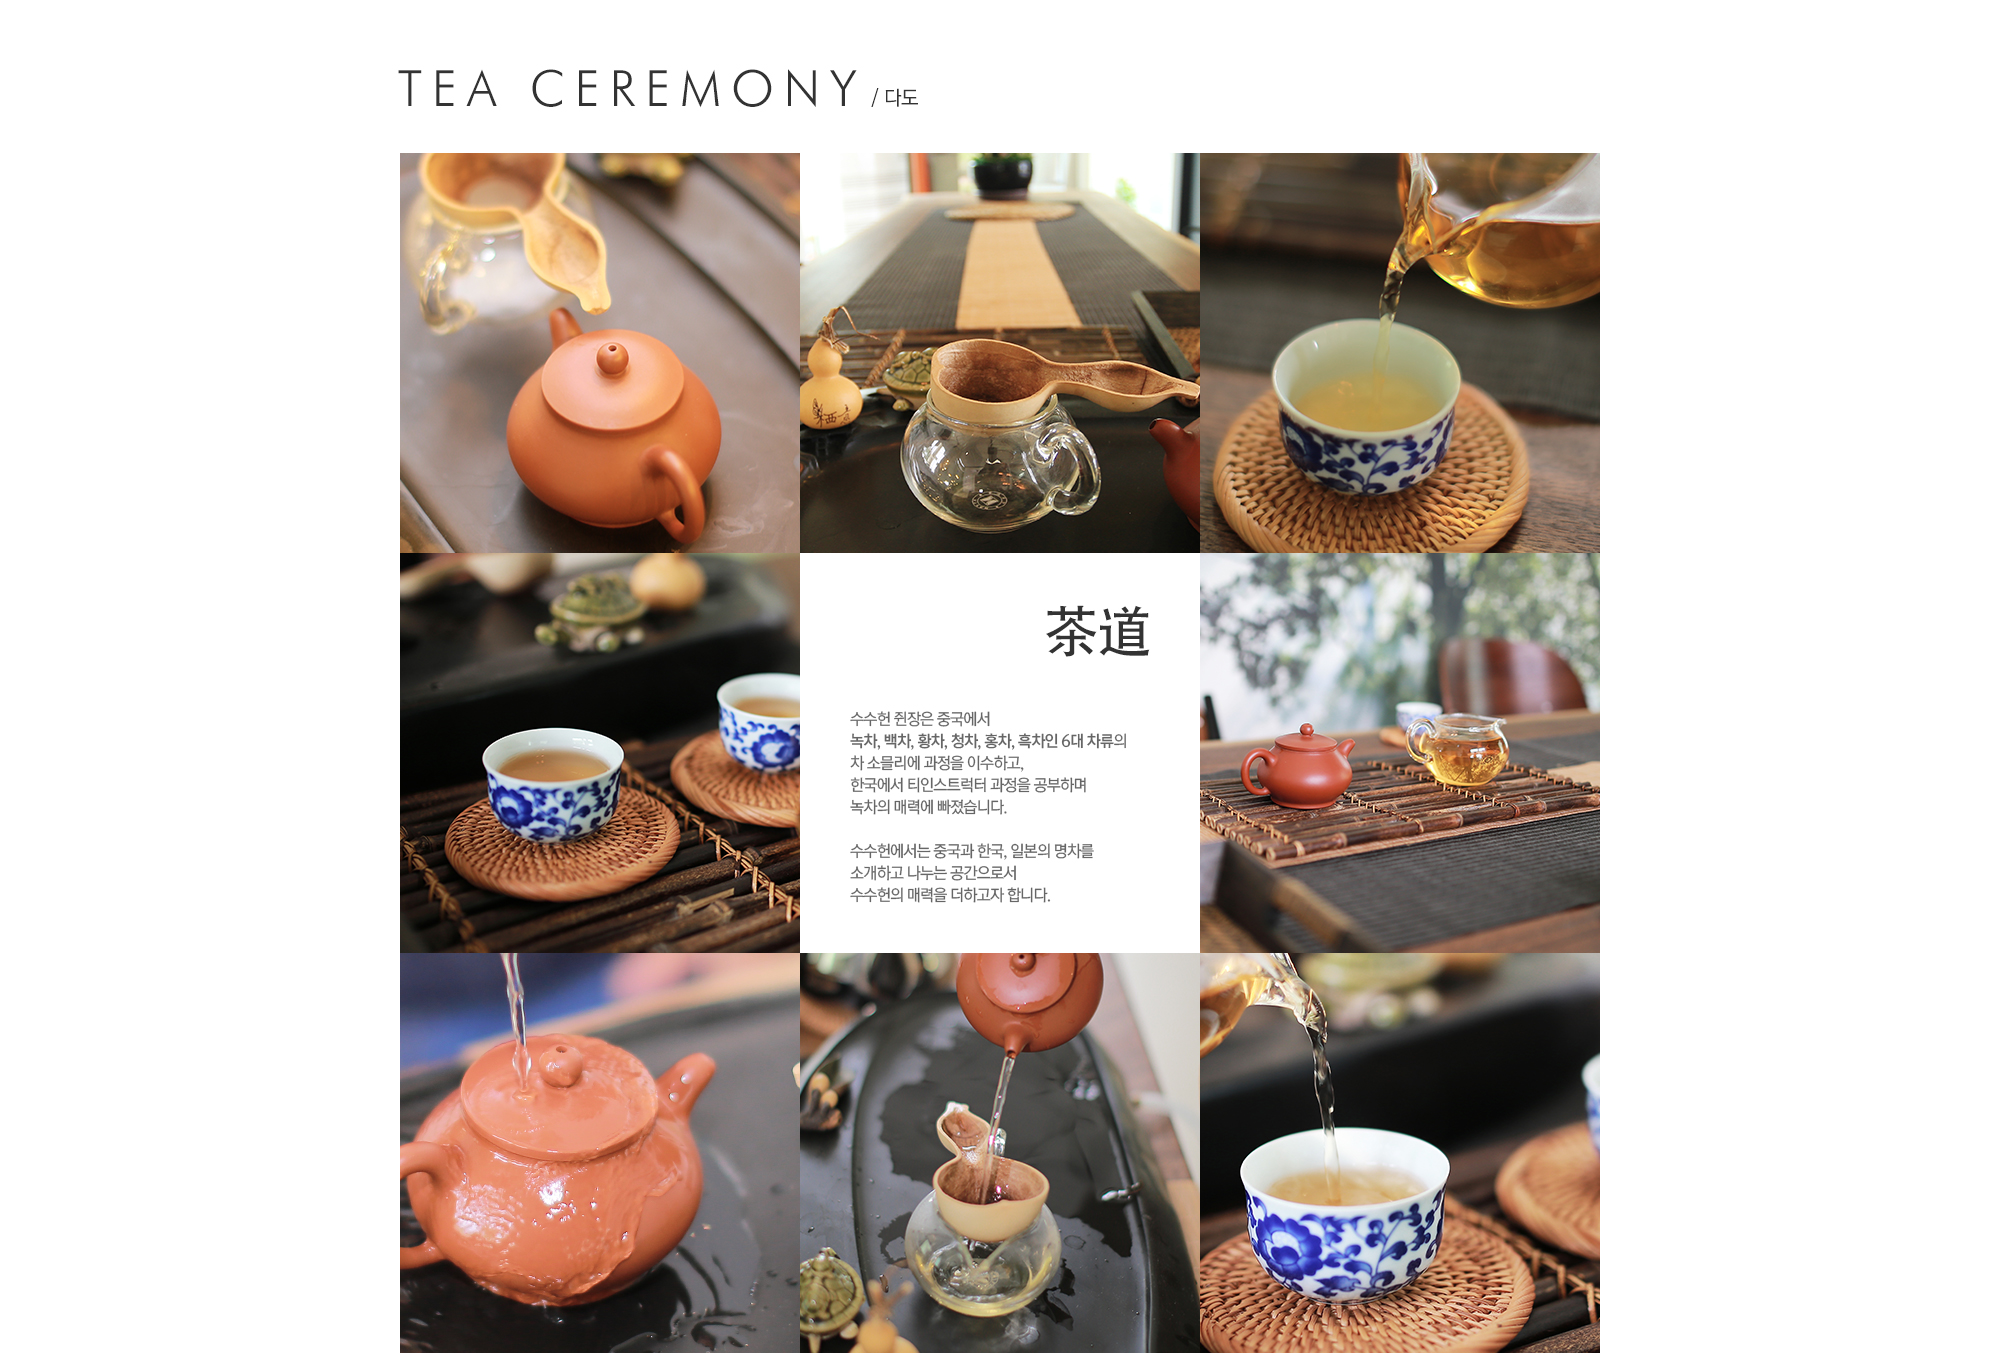 TEA CEREMONY / 다도
茶道
수수헌 쥔장은 중국에서
녹차, 백차, 황차, 청차, 홍차, 흑차인 6대 차류의
차 소믈리에 과정을 이수하고,
한국에서 티인스트럭터 과정을 공부하며
녹차의 매력에 빠졌습니다.
수수헌에서는 중국과 한국, 일본의 명차를
소개하고 나누는 공간으로서
수수헌의 매력을 더하고자 합니다.